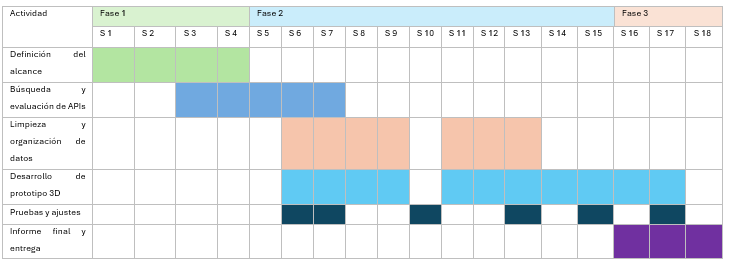 Actividad Fase 1 Fase 2 Fase 3
S 1 S 2 S 3 S 4 S 5 S 6 S 7 S 8 S 9 S 10 S 11 S 12 S 13 S 14 S 15 S 16 S 17 S 18
Definición del
alcance
Búsqueda y
evaluación de APIs
Limpieza y
organización de
datos
Desarrollo de
prototipo 3D
Pruebas y ajustes
Informe final y
entrega